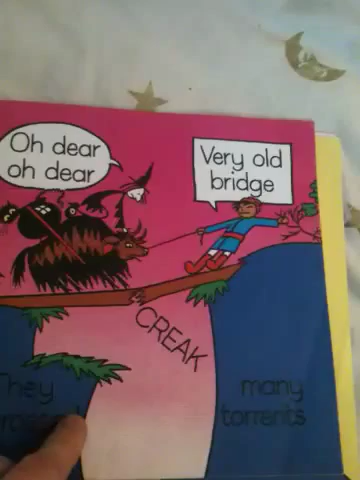 Oh dear
oh dear
Very old
bridge
CREAK
They
many
torrents